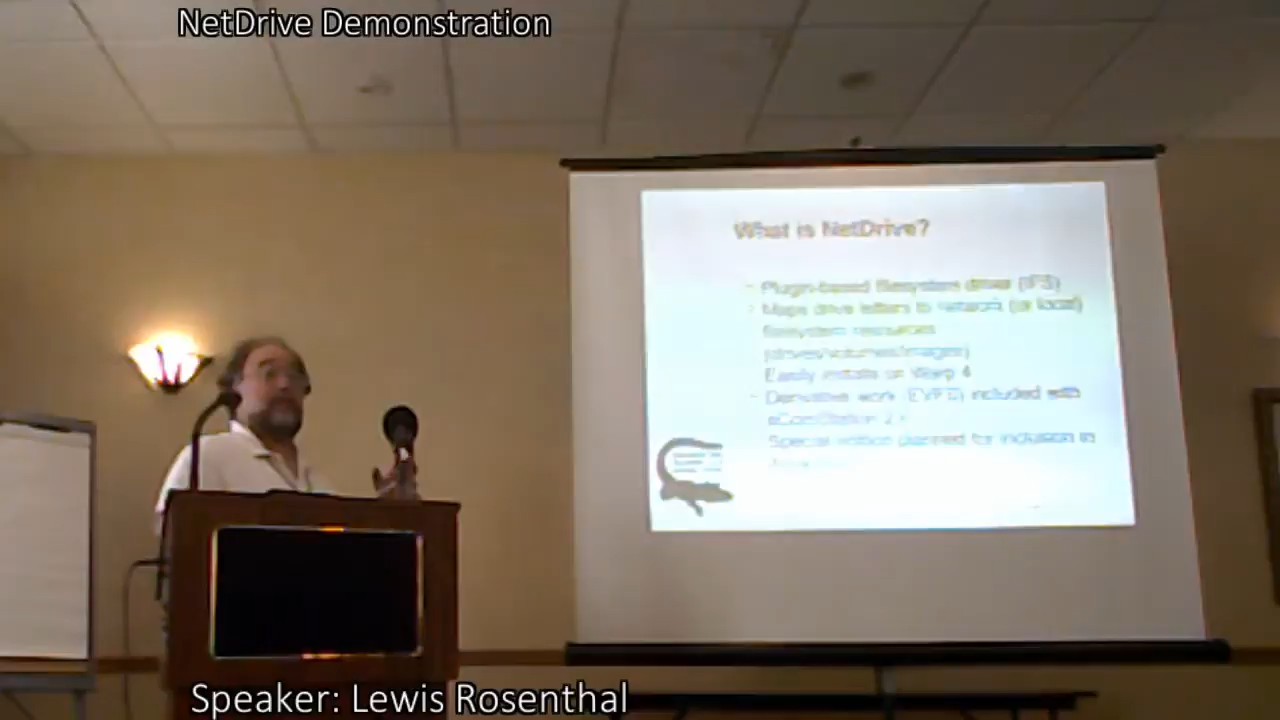 NetDrive Demonstration
What is NetDrive?
Plugin-based filesystem driver (IFS)
Maps drive letters to network (or local)
filesystem resources
(drives/volumes/images)
Easily installs on Warp 4
Derivative work (EVFS) included with
eComStation 2.x
Special edition planned for inclusion in
Speaker: Lewis Rosenthal